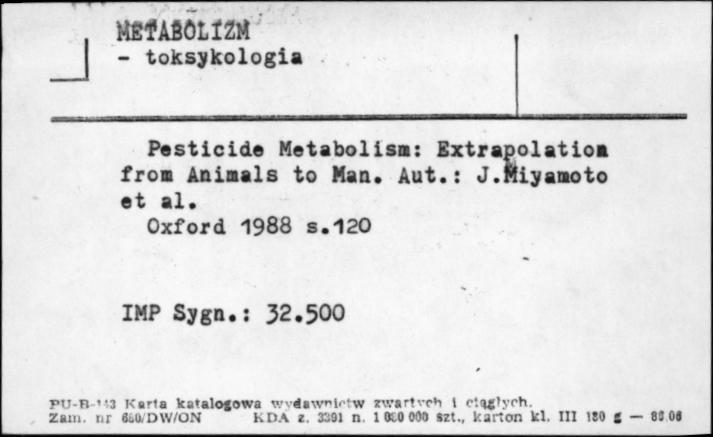 METABOLIZM
- toksykologia
Pesticide Metabolism: Extrapolation
from Animals to Man. Aut.: J.Miyamoto
et al.
Oxford 1988 s.120
IMP Sygn.: 32.500
PU-B-143 Karta katalogowa wydawnictw zwartych i ciągłych.
Zam. nr 650/DW/ON KDA z. 3391 n. 1 080 000 szt., karton kl. III 180 g — 86.06